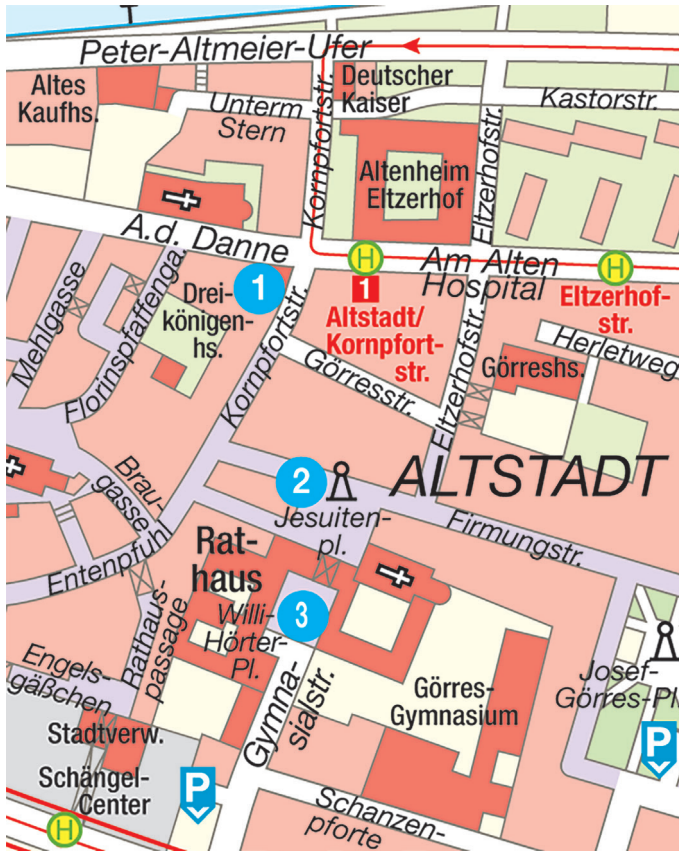 Peter-Altmeier-Ufer
Altes
Kaufhs.
Unterm
Stern
Kornpfortstr.
Deutscher
Kaiser
Eltzerhofstr.
Kastorstr.
Altenheim
Eltzerhof
A.d. Danne
H
Am Alten
Hospital
H
Eltzerhof-
str.
1
1
Altstadt/
Kornpfort-
str.
Drei-
königen-
hs.
Mehlgasse
Florinspfaffenga.
Kornpfortstr.
Görresstr.
Eltzerhofstr.
Görreshs.
Herletweg
ALTSTADT
2
Jesuiten-
pl.
Firmungstr.
Brau-
gasse
Entenpfuhl
Rat-
haus
Willi-
Hörter-
Pl.
3
Rathaus-
passage
Engels-
gäßchen
Gymna-
sialstr.
Görres-
Gymnasium
Josef-
Görres-Pl.
P
Stadtverw.
Schängel-
Center
P
H
Schanzen-
pforte